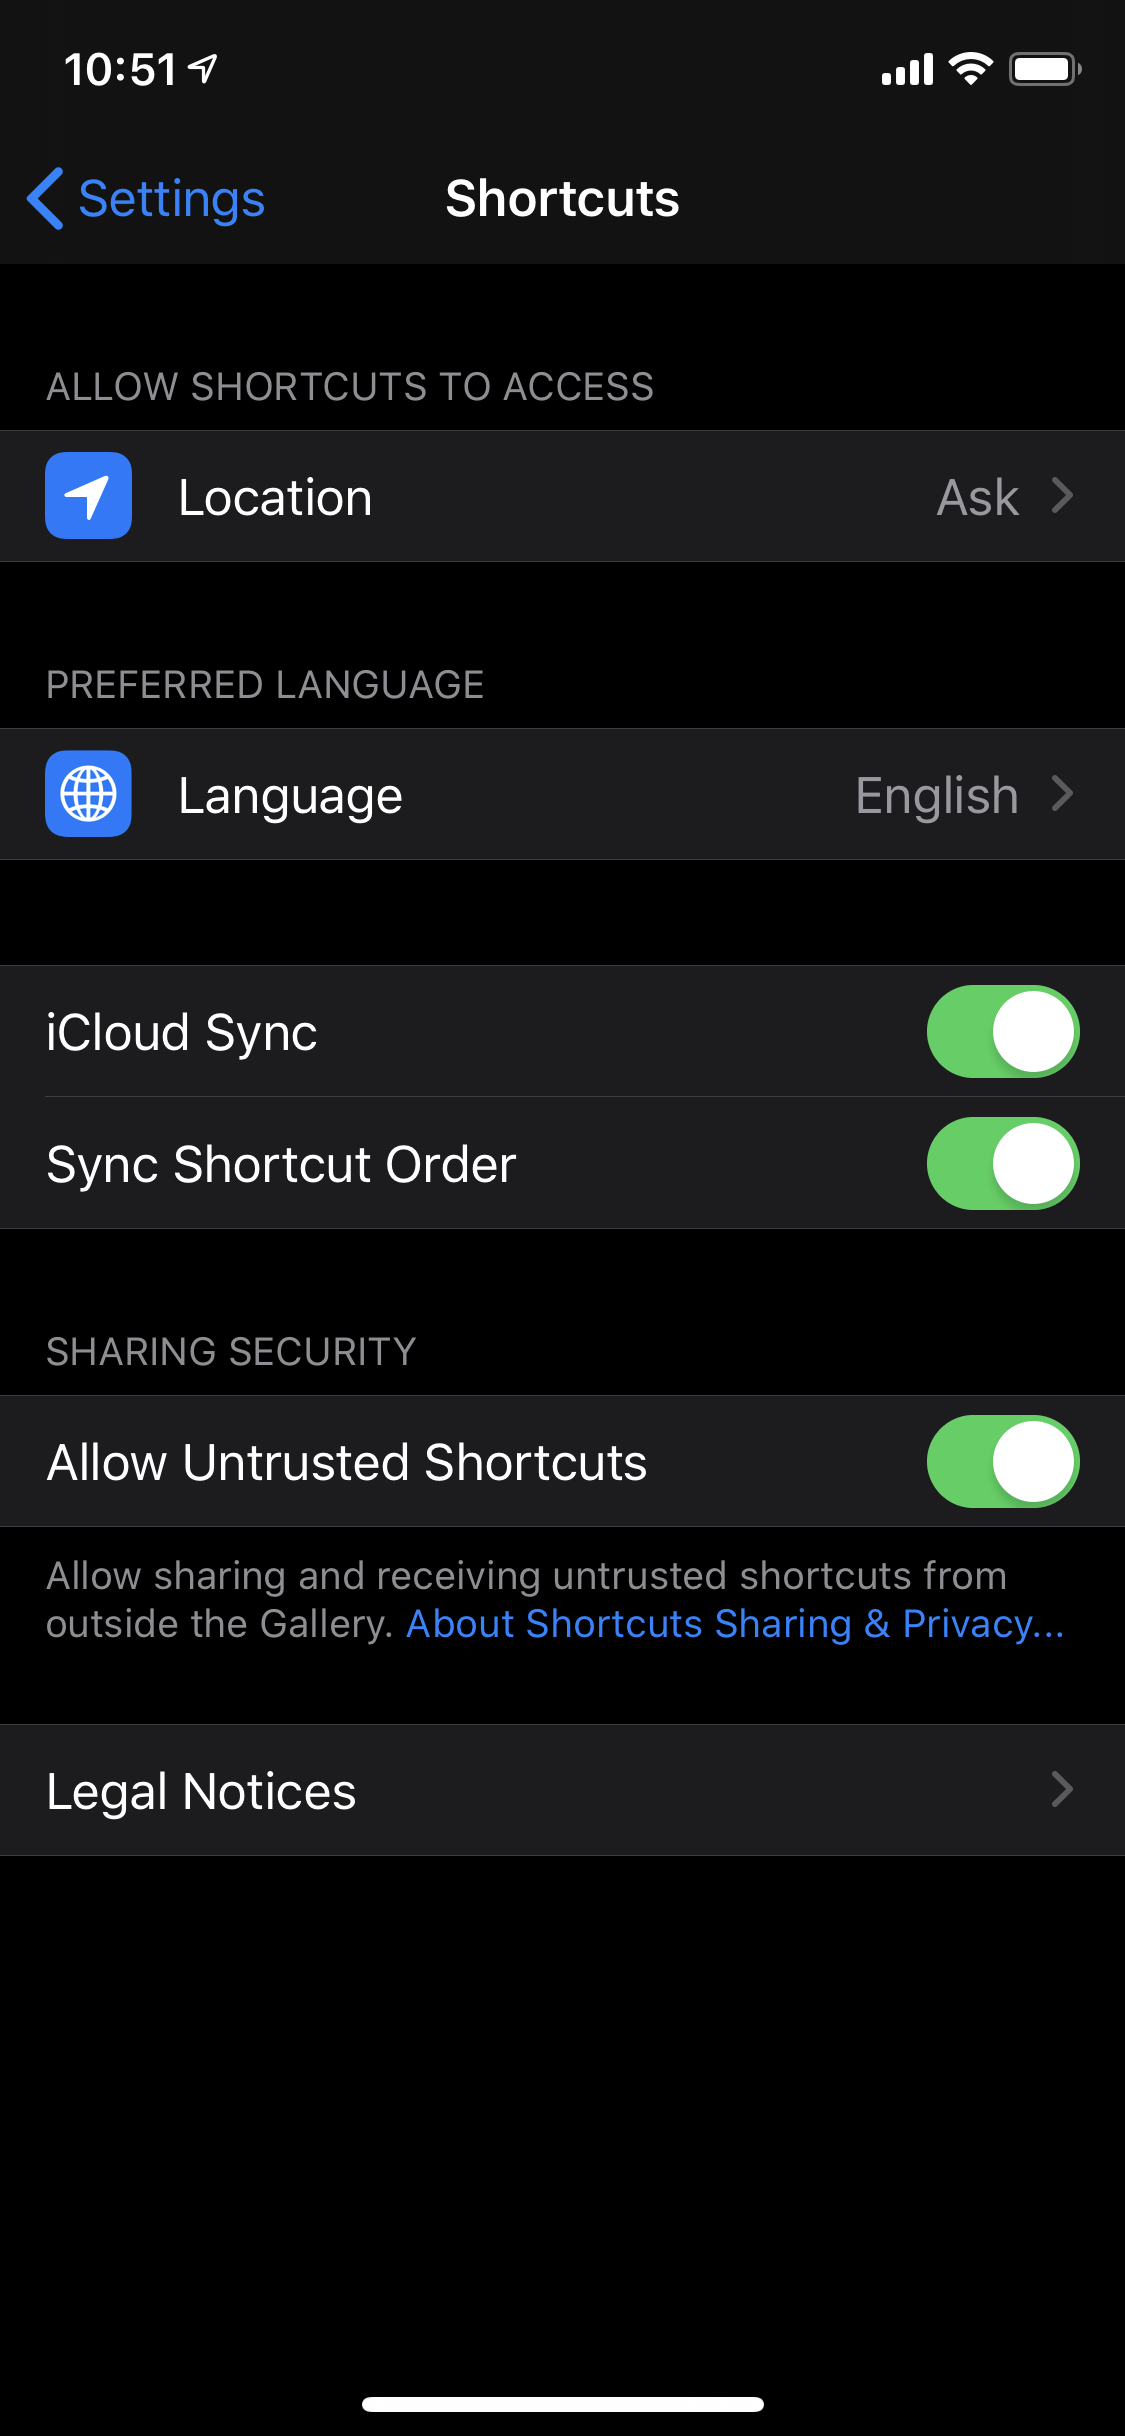 10:51
Settings
Shortcuts
ALLOW SHORTCUTS TO ACCESS
Location
Ask
PREFERRED LANGUAGE
Language
English
iCloud Sync
Sync Shortcut Order
SHARING SECURITY
Allow Untrusted Shortcuts
Allow sharing and receiving untrusted shortcuts from
outside the Gallery. About Shortcuts Sharing & Privacy...
Legal Notices